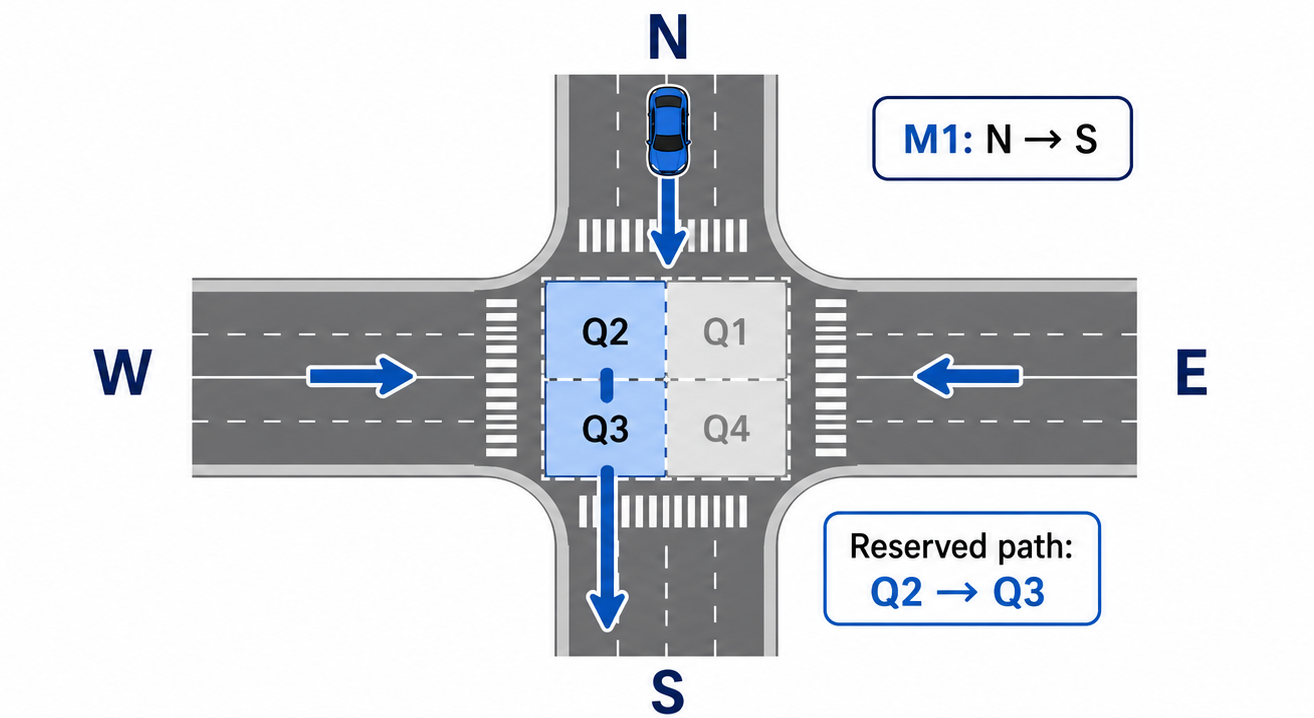 N
M1: N → S
Q2 Q1
W E
Q3 Q4
Reserved path:
Q2 → Q3
S